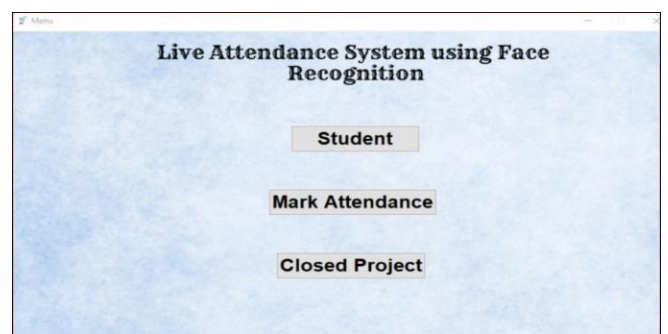 Menu
Live Attendance System using Face
Recognition
Student
Mark Attendance
Closed Project